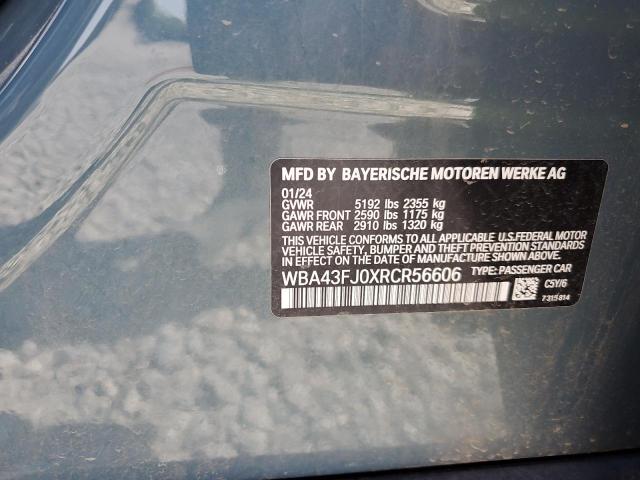 MFD BY BAYERISCHE MOTOREN WERKE AG
01/24
GVWR 5192 lbs 2355 kg
GAWR FRONT 2590 lbs 1175 kg
GAWR REAR 2910 lbs 1320 kg
THIS VEHICLE CONFORMS TO ALL APPLICABLE U.S.FEDERAL MOTOR
VEHICLE SAFETY, BUMPER, AND THEFT PREVENTION STANDARDS
IN EFFECT ON THE DATE OF MANUFACTURE SHOWN ABOVE.
WBA43FJ0XRCR56606 TYPE: PASSENGER CAR
C5Y/6
7315814